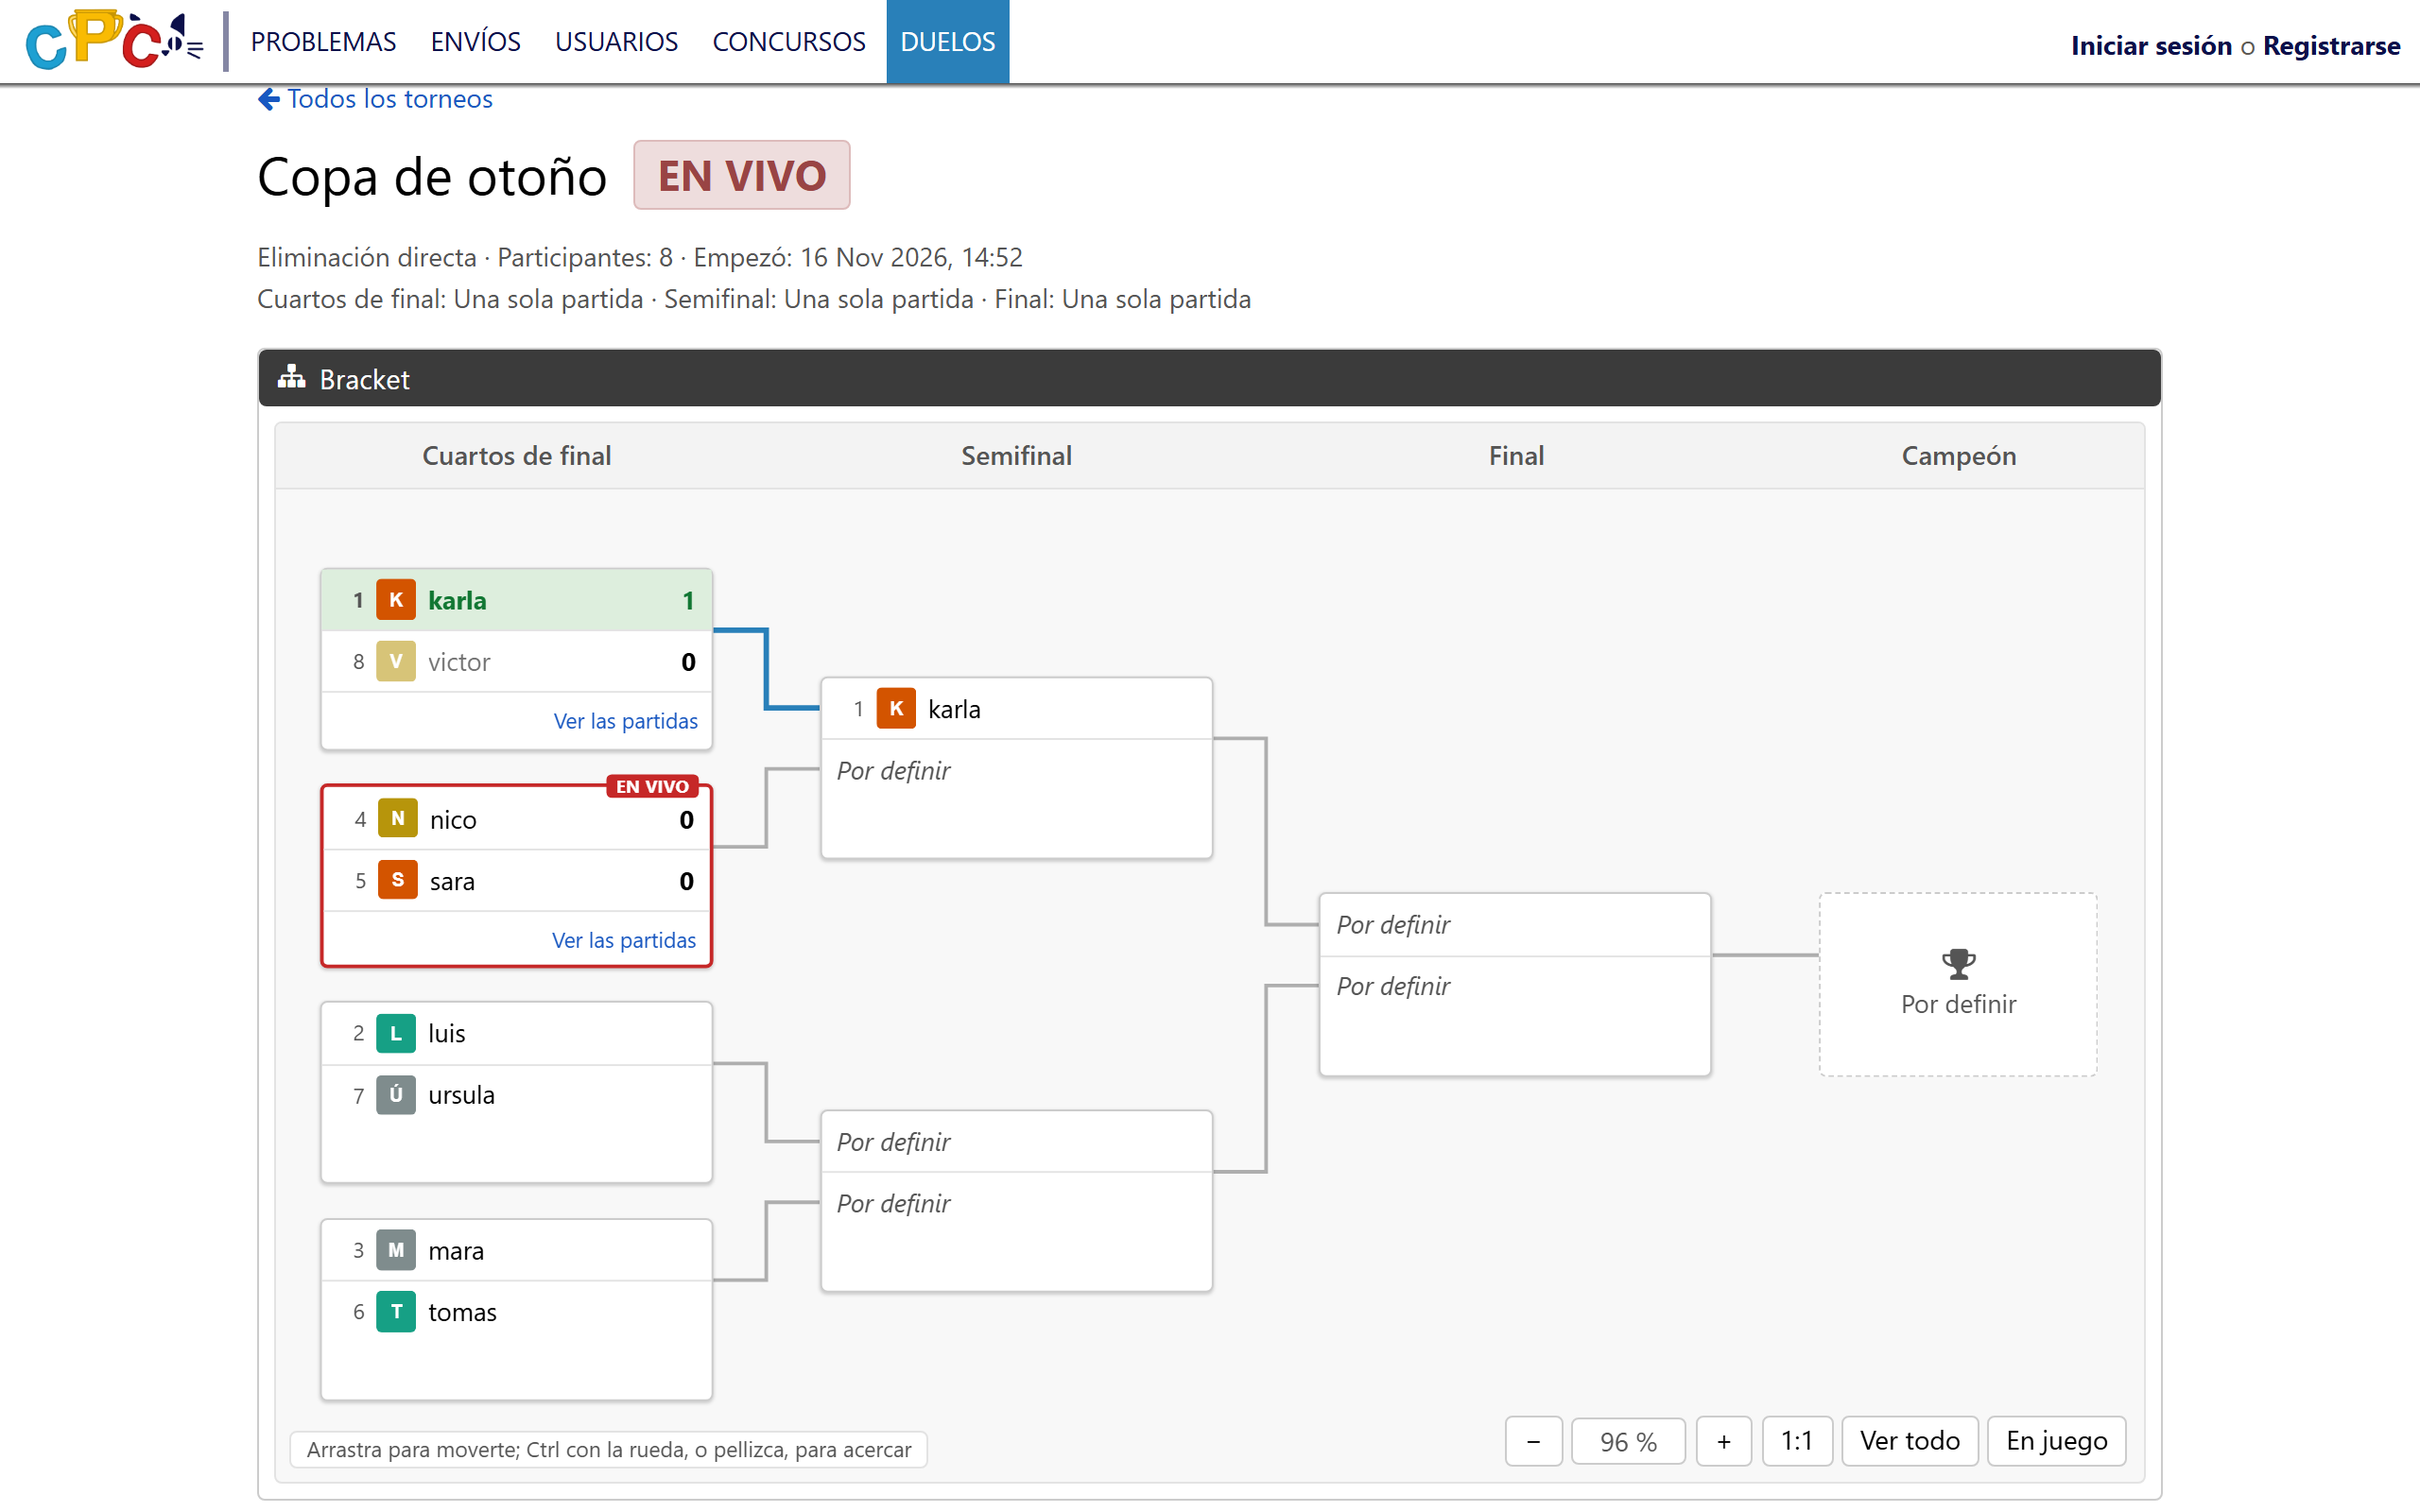 CPC
PROBLEMAS ENVÍOS USUARIOS CONCURSOS DUELOS
Iniciar sesión o Registrarse
Todos los torneos
Copa de otoño EN VIVO
Eliminación directa · Participantes: 8 · Empezó: 16 Nov 2026, 14:52
Cuartos de final: Una sola partida · Semifinal: Una sola partida · Final: Una sola partida
Bracket
Cuartos de final Semifinal Final Campeón
1 K karla 1
8 V victor 0
Ver las partidas
EN VIVO
4 N nico 0
5 S sara 0
Ver las partidas
2 L luis
7 Ú ursula
3 M mara
6 T tomas
1 K karla
Por definir
Por definir
Por definir
Por definir
Por definir
Por definir
Arrastra para moverte; Ctrl con la rueda, o pellizca, para acercar
− 96 % + 1:1 Ver todo En juego